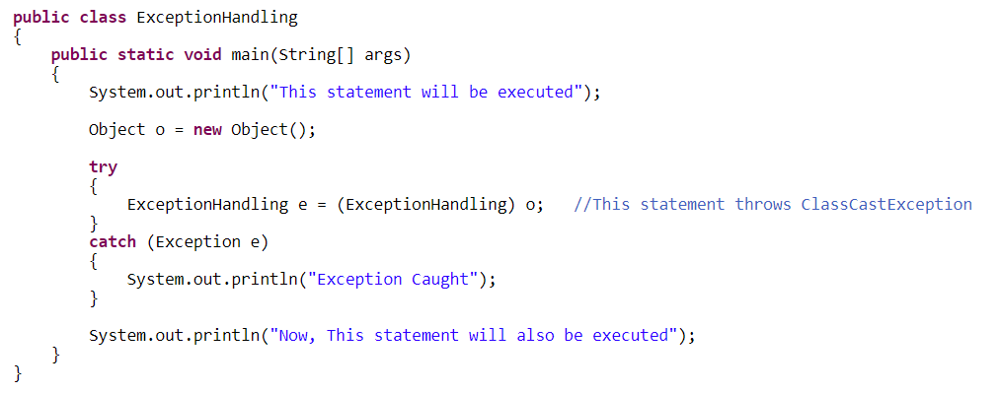 public class ExceptionHandling
{
    public static void main(String[] args)
    {
        System.out.println("This statement will be executed");

        Object o = new Object();

        try
        {
            ExceptionHandling e = (ExceptionHandling) o;   //This statement throws ClassCastException
        }
        catch (Exception e)
        {
            System.out.println("Exception Caught");
        }

        System.out.println("Now, This statement will also be executed");
    }
}